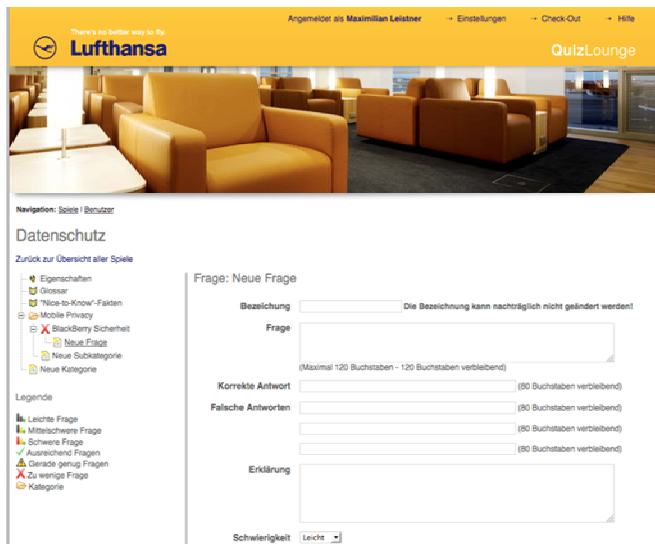 Angemeldet als Maximilian Leistner → Einstellungen → Check-Out → Hilfe
There's no better way to fly.
Lufthansa
QuizLounge
Navigation: Spiele | Benutzer
Datenschutz
Zurück zur Übersicht aller Spiele
Eigenschaften
Glossar
"Nice-to-Know"-Fakten
Mobile Privacy
BlackBerry Sicherheit
Neue Frage
Neue Subkategorie
Neue Kategorie
Legende
Leichte Frage
Mittelschwere Frage
Schwere Frage
Ausreichend Fragen
Gerade genug Fragen
Zu wenige Frage
Kategorie
Frage: Neue Frage
Bezeichung Die Bezeichnung kann nachträglich nicht geändert werden!
Frage
(Maximal 120 Buchstaben - 120 Buchstaben verbleibend)
Korrekte Antwort (80 Buchstaben verbleibend)
Falsche Antworten (80 Buchstaben verbleibend)
(80 Buchstaben verbleibend)
(80 Buchstaben verbleibend)
Erklärung
Schwierigkeit Leicht